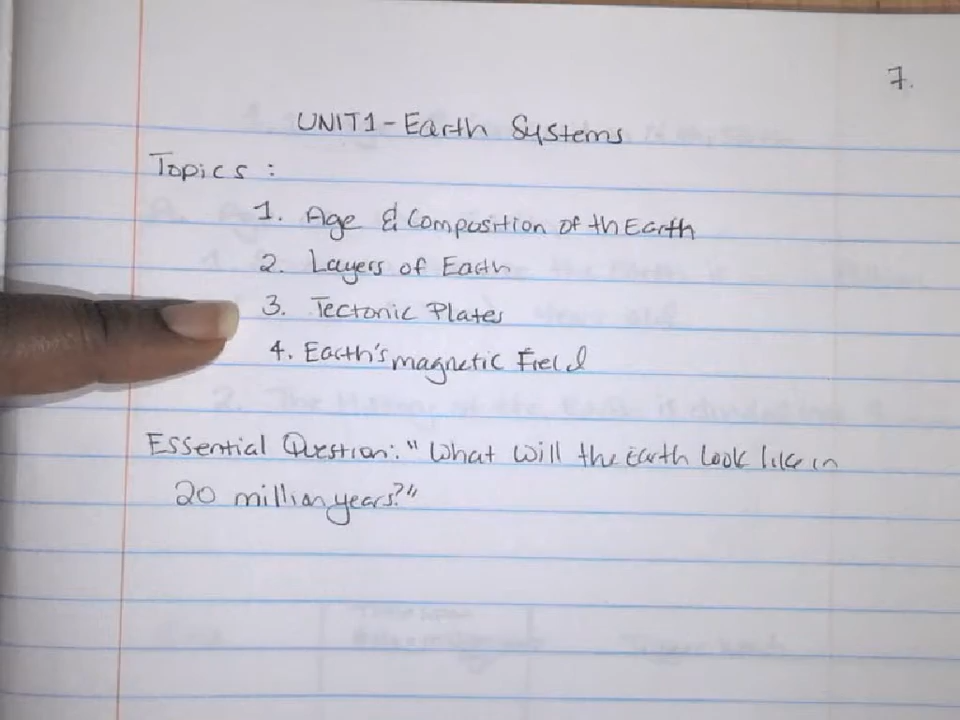 7.
UNIT1 - Earth Systems
Topics :
1. Age & Composition of th Earth
2. Layers of Earth
3. Tectonic Plates
4. Earth's magnetic Field
Essential Question: "What will the Earth look like in
20 million years?"